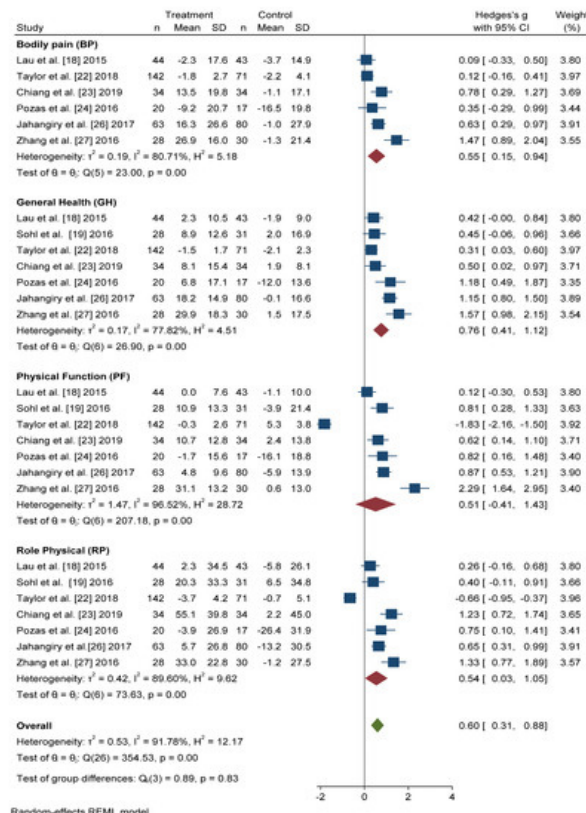 Treatment Control Hedges's g Weight
Study n Mean SD n Mean SD with 95% CI (%)
Bodily pain (BP)
Lau et al. [18] 2015 44 -2.3 17.6 43 -3.7 14.9 0.09 [ -0.33, 0.50] 3.80
Taylor et al. [22] 2018 142 -1.8 2.7 71 -2.2 4.1 0.12 [ -0.16, 0.41] 3.97
Chiang et al. [23] 2019 34 13.5 19.8 34 -1.1 17.1 0.78 [ 0.29, 1.27] 3.69
Pozas et al. [24] 2016 20 -9.2 20.7 17 -16.5 19.8 0.35 [ -0.29, 0.99] 3.44
Jahangiry et al. [26] 2017 63 16.3 26.6 80 -1.0 27.9 0.63 [ 0.29, 0.97] 3.91
Zhang et al. [27] 2016 28 26.9 16.0 30 -1.3 21.4 1.47 [ 0.89, 2.04] 3.55
Heterogeneity: τ² = 0.19, I² = 80.71%, H² = 5.18 0.55 [ 0.15, 0.94]
Test of θᵢ = θⱼ: Q(5) = 23.00, p = 0.00
General Health (GH)
Lau et al. [18] 2015 44 2.3 10.5 43 -1.9 9.0 0.42 [ -0.00, 0.84] 3.80
Sohl et al. [19] 2016 28 8.9 12.6 31 2.0 16.9 0.45 [ -0.06, 0.96] 3.66
Taylor et al. [22] 2018 142 -1.5 1.7 71 -2.1 2.3 0.31 [ 0.03, 0.60] 3.97
Chiang et al. [23] 2019 34 8.1 15.4 34 1.9 8.1 0.50 [ 0.02, 0.97] 3.71
Pozas et al. [24] 2016 20 6.8 17.1 17 -12.0 13.6 1.18 [ 0.49, 1.87] 3.35
Jahangiry et al. [26] 2017 63 18.2 14.9 80 -0.1 16.6 1.15 [ 0.80, 1.50] 3.89
Zhang et al. [27] 2016 28 29.9 18.3 30 1.5 17.5 1.57 [ 0.98, 2.15] 3.54
Heterogeneity: τ² = 0.17, I² = 77.82%, H² = 4.51 0.76 [ 0.41, 1.12]
Test of θᵢ = θⱼ: Q(6) = 26.90, p = 0.00
Physical Function (PF)
Lau et al. [18] 2015 44 0.0 7.6 43 -1.1 10.0 0.12 [ -0.30, 0.53] 3.80
Sohl et al. [19] 2016 28 10.9 13.3 31 -3.9 21.4 0.81 [ 0.28, 1.33] 3.63
Taylor et al. [22] 2018 142 -0.3 2.6 71 5.3 3.8 -1.83 [ -2.16, -1.50] 3.92
Chiang et al. [23] 2019 34 10.7 12.8 34 2.4 13.8 0.62 [ 0.14, 1.10] 3.71
Pozas et al. [24] 2016 20 -1.7 15.6 17 -16.1 18.8 0.82 [ 0.16, 1.48] 3.40
Jahangiry et al. [26] 2017 63 4.8 9.6 80 -5.9 13.9 0.87 [ 0.53, 1.21] 3.90
Zhang et al. [27] 2016 28 31.1 13.2 30 0.6 13.0 2.29 [ 1.64, 2.95] 3.40
Heterogeneity: τ² = 1.47, I² = 96.52%, H² = 28.72 0.51 [ -0.41, 1.43]
Test of θᵢ = θⱼ: Q(6) = 207.18, p = 0.00
Role Physical (RP)
Lau et al. [18] 2015 44 2.3 34.5 43 -5.8 26.1 0.26 [ -0.16, 0.68] 3.80
Sohl et al. [19] 2016 28 20.3 33.3 31 6.5 34.8 0.40 [ -0.11, 0.91] 3.66
Taylor et al. [22] 2018 142 -3.7 4.2 71 -0.7 5.1 -0.66 [ -0.95, -0.37] 3.96
Chiang et al. [23] 2019 34 55.1 39.8 34 2.2 45.0 1.23 [ 0.72, 1.74] 3.65
Pozas et al. [24] 2016 20 -3.9 26.9 17 -26.4 31.9 0.75 [ 0.10, 1.41] 3.41
Jahangiry et al.[26] 2017 63 5.7 26.8 80 -13.2 30.5 0.65 [ 0.31, 0.99] 3.91
Zhang et al. [27] 2016 28 33.0 22.8 30 -1.2 27.5 1.33 [ 0.77, 1.89] 3.57
Heterogeneity: τ² = 0.42, I² = 89.60%, H² = 9.62 0.54 [ 0.03, 1.05]
Test of θᵢ = θⱼ: Q(6) = 73.63, p = 0.00
Overall 0.60 [ 0.31, 0.88]
Heterogeneity: τ² = 0.53, I² = 91.78%, H² = 12.17
Test of θᵢ = θⱼ: Q(26) = 354.53, p = 0.00
Test of group differences: Qb(3) = 0.89, p = 0.83
-2 0 2 4
Random-effects REML model